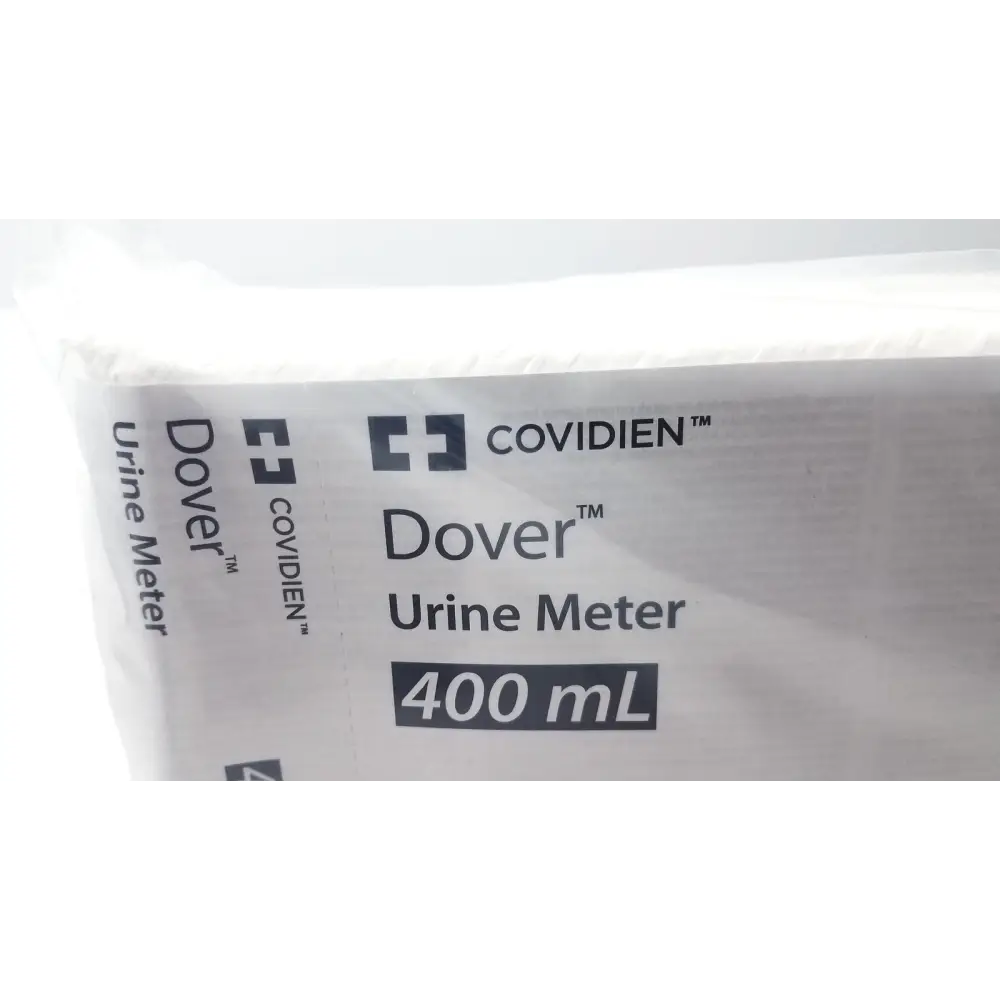 COVIDIEN™
Dover™
Urine Meter
400 mL
COVIDIEN™
Dover™
Urine Meter